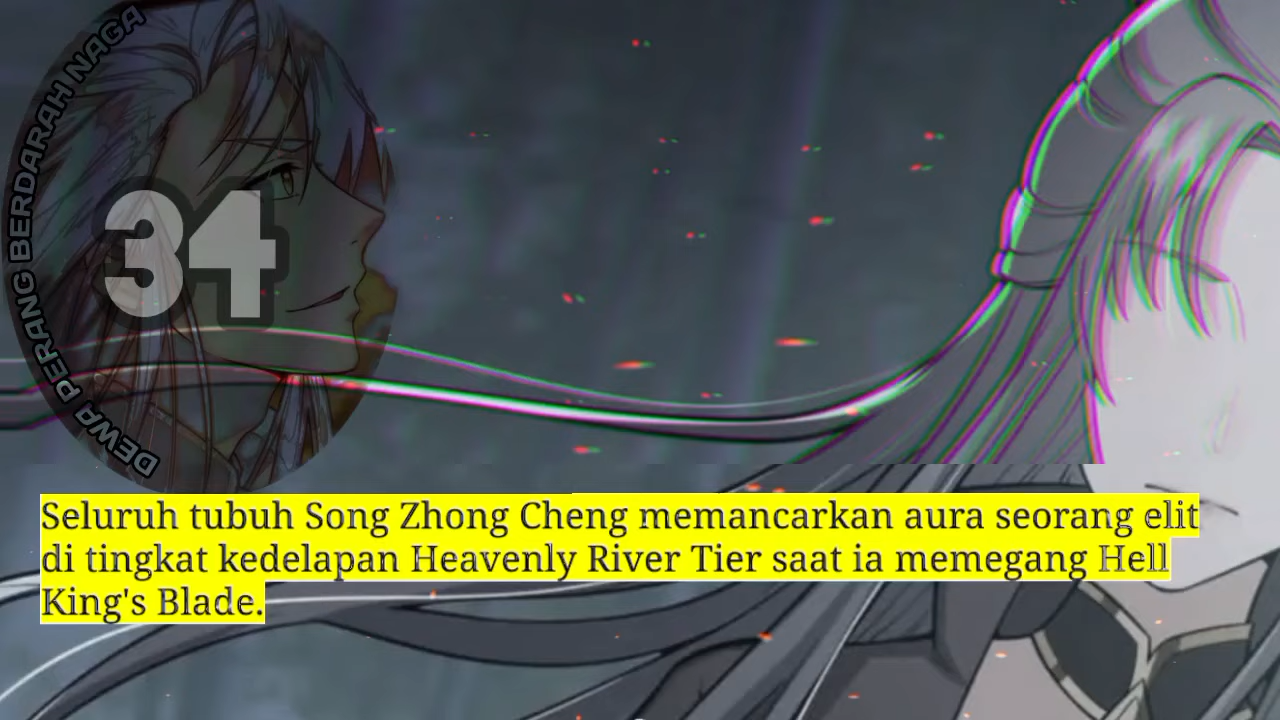 DEWA PERANG BERDARAH NAGA
34
Seluruh tubuh Song Zhong Cheng memancarkan aura seorang elit
di tingkat kedelapan Heavenly River Tier saat ia memegang Hell
King's Blade.